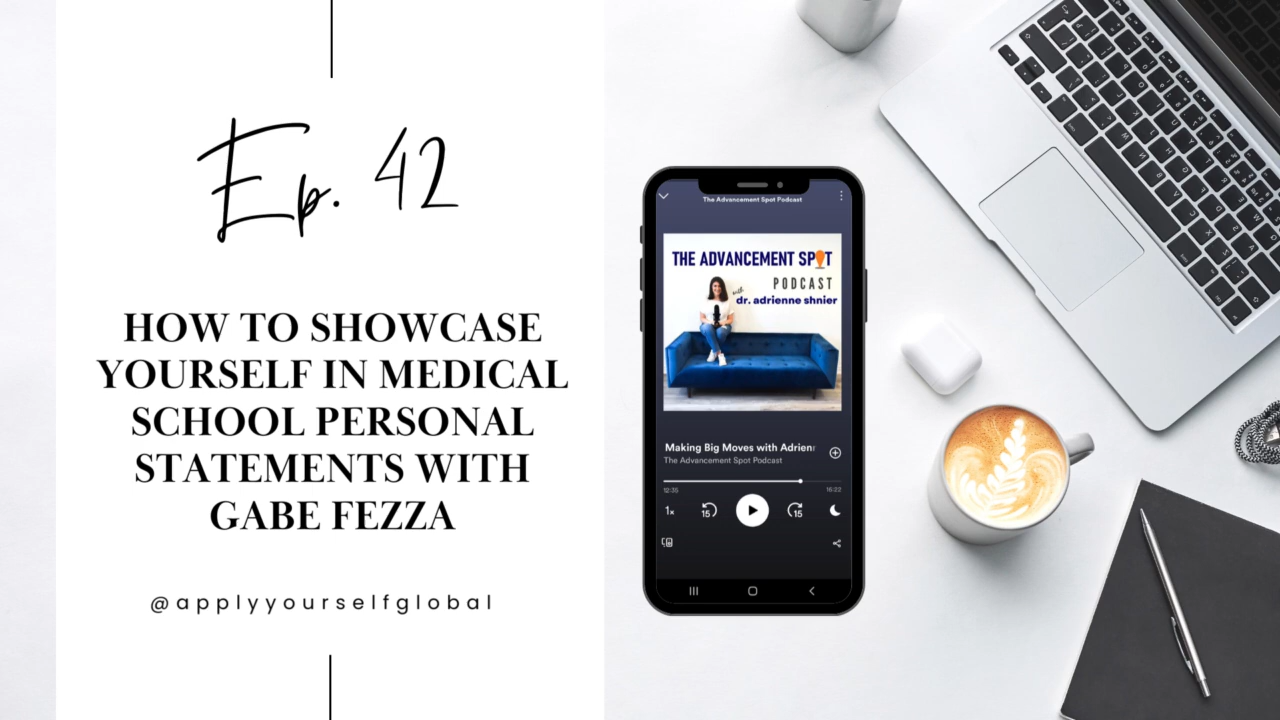 Ep. 42
HOW TO SHOWCASE
YOURSELF IN MEDICAL
SCHOOL PERSONAL
STATEMENTS WITH
GABE FEZZA
@applyyourselfglobal
The Advancement Spot Podcast
THE ADVANCEMENT SPOT
PODCAST
with
dr. adrienne shnier
Making Big Moves with Adrien
The Advancement Spot Podcast
12:35 16:22
1x 15 15